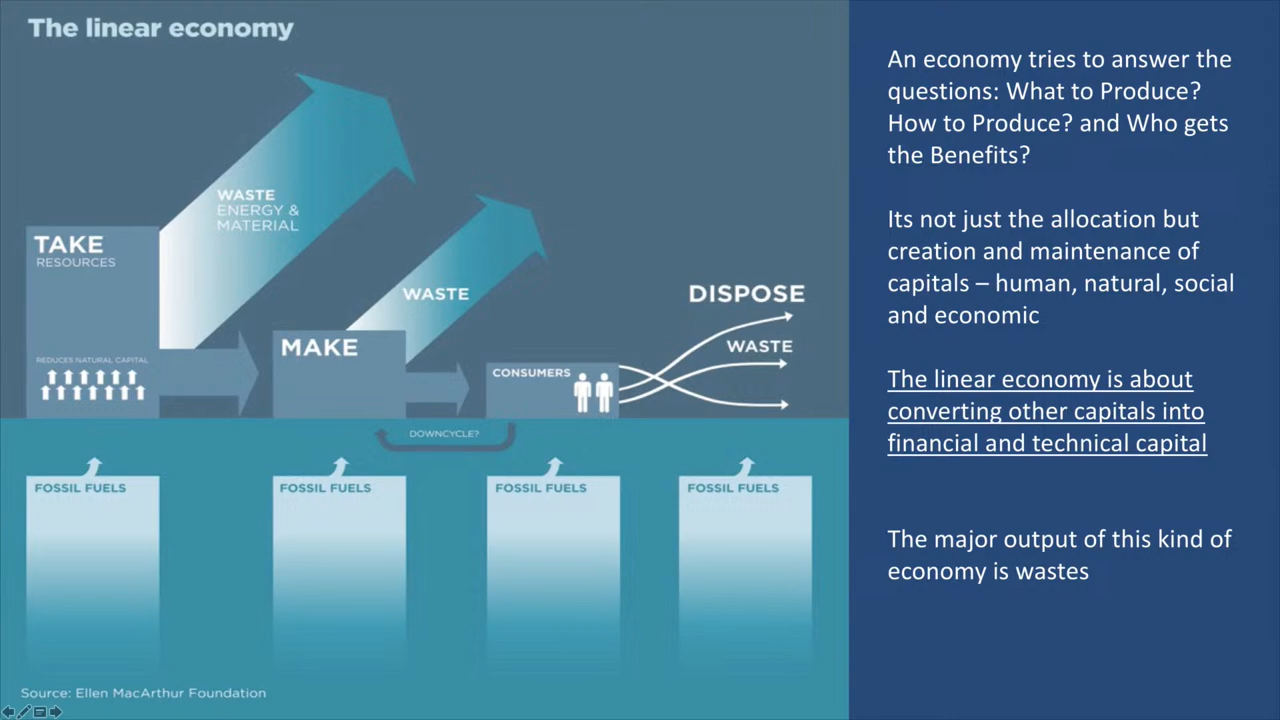 The linear economy
WASTE
ENERGY &
MATERIAL
TAKE
RESOURCES
REDUCES NATURAL CAPITAL
WASTE
MAKE
CONSUMERS
DISPOSE
WASTE
DOWNCYCLE?
FOSSIL FUELS
FOSSIL FUELS
FOSSIL FUELS
FOSSIL FUELS
Source: Ellen MacArthur Foundation
An economy tries to answer the
questions: What to Produce?
How to Produce? and Who gets
the Benefits?
Its not just the allocation but
creation and maintenance of
capitals – human, natural, social
and economic
The linear economy is about
converting other capitals into
financial and technical capital
The major output of this kind of
economy is wastes